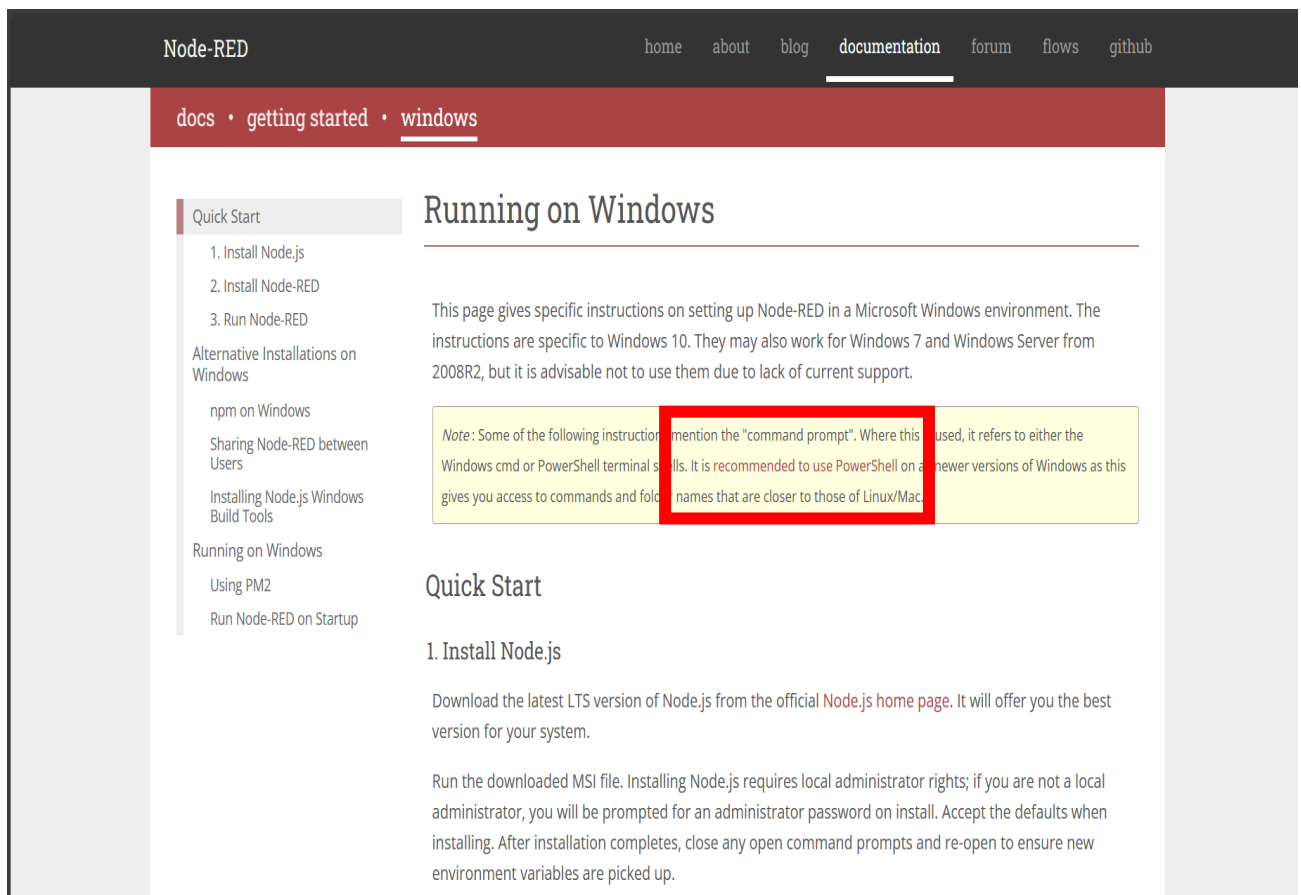 Node-RED
home about blog documentation forum flows github
docs • getting started • windows
Quick Start
1. Install Node.js
2. Install Node-RED
3. Run Node-RED
Alternative Installations on
Windows
npm on Windows
Sharing Node-RED between
Users
Installing Node.js Windows
Build Tools
Running on Windows
Using PM2
Run Node-RED on Startup
Running on Windows
This page gives specific instructions on setting up Node-RED in a Microsoft Windows environment. The
instructions are specific to Windows 10. They may also work for Windows 7 and Windows Server from
2008R2, but it is advisable not to use them due to lack of current support.
Note : Some of the following instruction mention the "command prompt". Where this used, it refers to either the
Windows cmd or PowerShell terminal It is recommended to use PowerShell on newer versions of Windows as this
gives you access to commands and names that are closer to those of Linux/Mac.
Quick Start
1. Install Node.js
Download the latest LTS version of Node.js from the official Node.js home page. It will offer you the best
version for your system.
Run the downloaded MSI file. Installing Node.js requires local administrator rights; if you are not a local
administrator, you will be prompted for an administrator password on install. Accept the defaults when
installing. After installation completes, close any open command prompts and re-open to ensure new
environment variables are picked up.